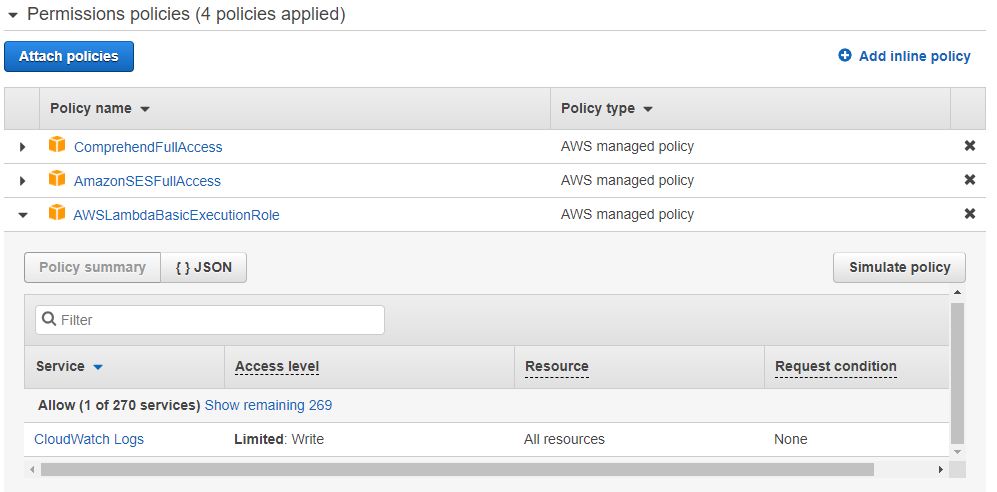 Permissions policies (4 policies applied)
Attach policies
Add inline policy
Policy name Policy type
ComprehendFullAccess AWS managed policy
AmazonSESFullAccess AWS managed policy
AWSLambdaBasicExecutionRole AWS managed policy
Policy summary { } JSON Simulate policy
Filter
Service Access level Resource Request condition
Allow (1 of 270 services) Show remaining 269
CloudWatch Logs Limited: Write All resources None